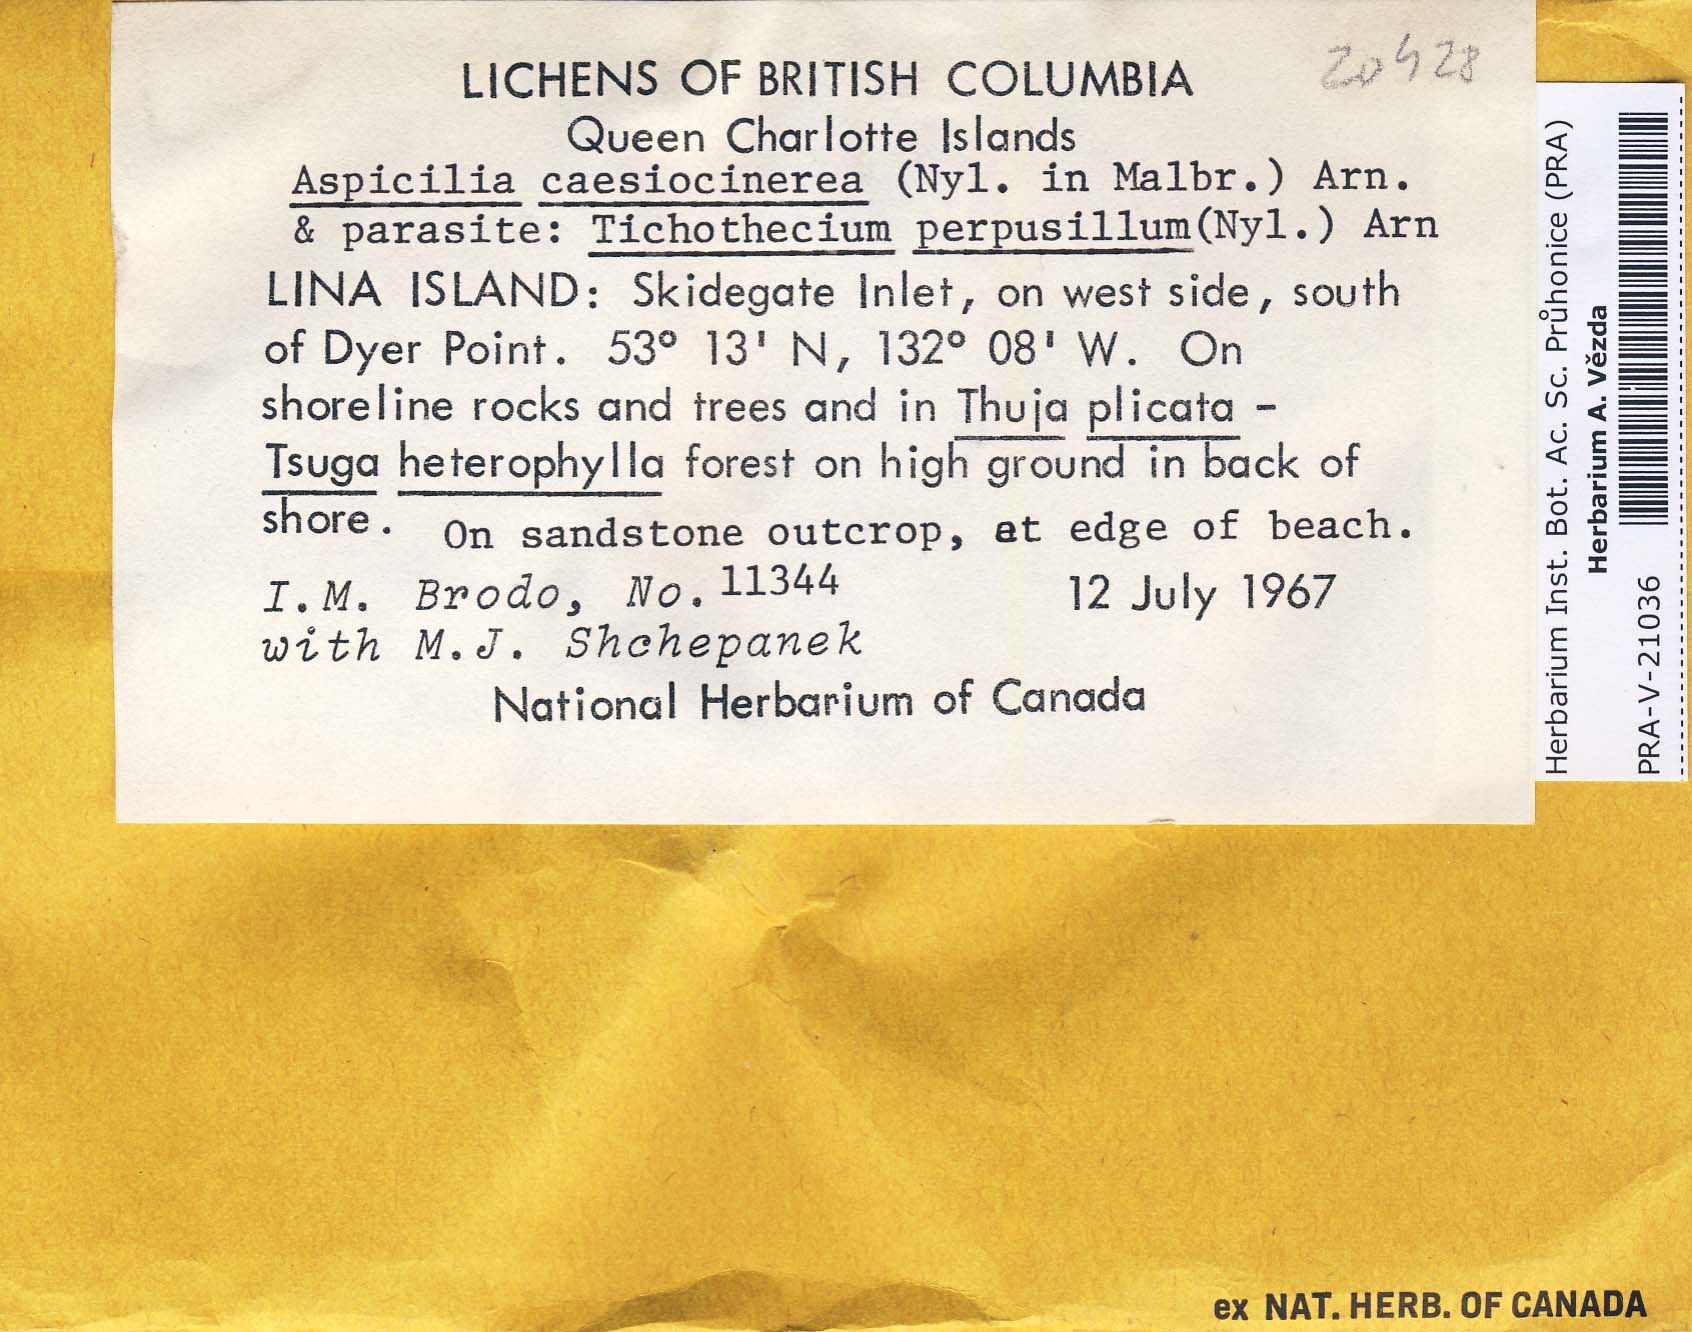 20428
LICHENS OF BRITISH COLUMBIA
Queen Charlotte Islands
Aspicilia caesiocinerea (Nyl. in Malbr.) Arn.
& parasite: Tichothecium perpusillum(Nyl.) Arn
LINA ISLAND: Skidegate Inlet, on west side, south
of Dyer Point. 53° 13' N, 132° 08' W. On
shoreline rocks and trees and in Thuja plicata -
Tsuga heterophylla forest on high ground in back of
shore. On sandstone outcrop, at edge of beach.
I.M. Brodo, No. 11344 12 July 1967
with M.J. Shchepanek
National Herbarium of Canada
Herbarium Inst. Bot. Ac. Sc. Průhonice (PRA)
Herbarium A. Vězda
PRA-V-21036
ex NAT. HERB. OF CANADA